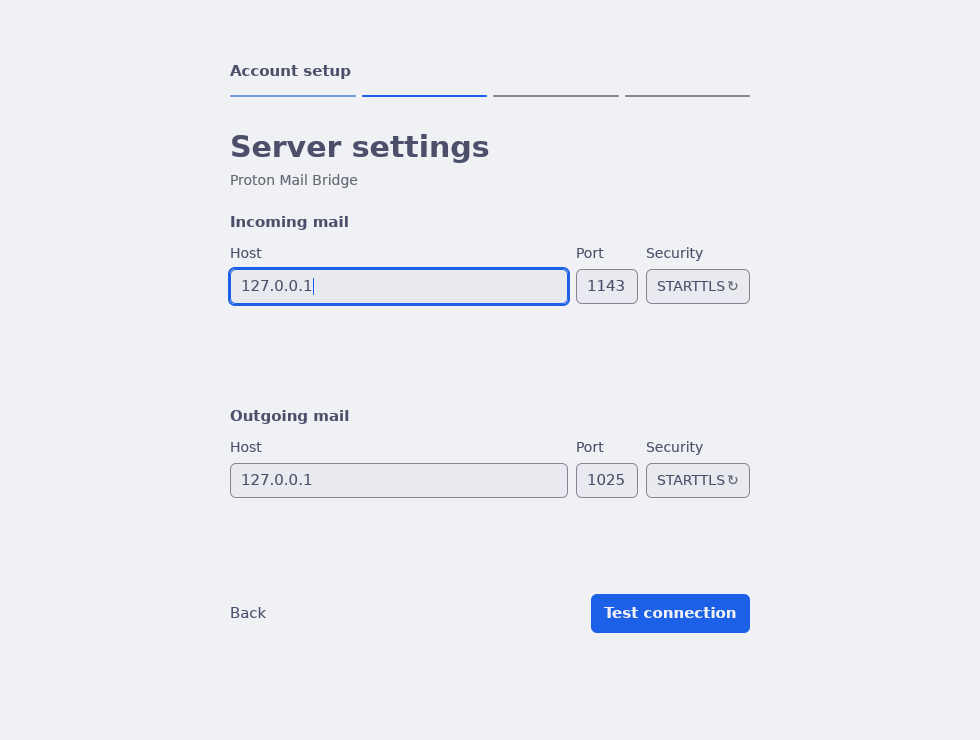 Account setup
Server settings
Proton Mail Bridge
Incoming mail
Host Port Security
127.0.0.1 1143 STARTTLS↻
Outgoing mail
Host Port Security
127.0.0.1 1025 STARTTLS↻
Back Test connection